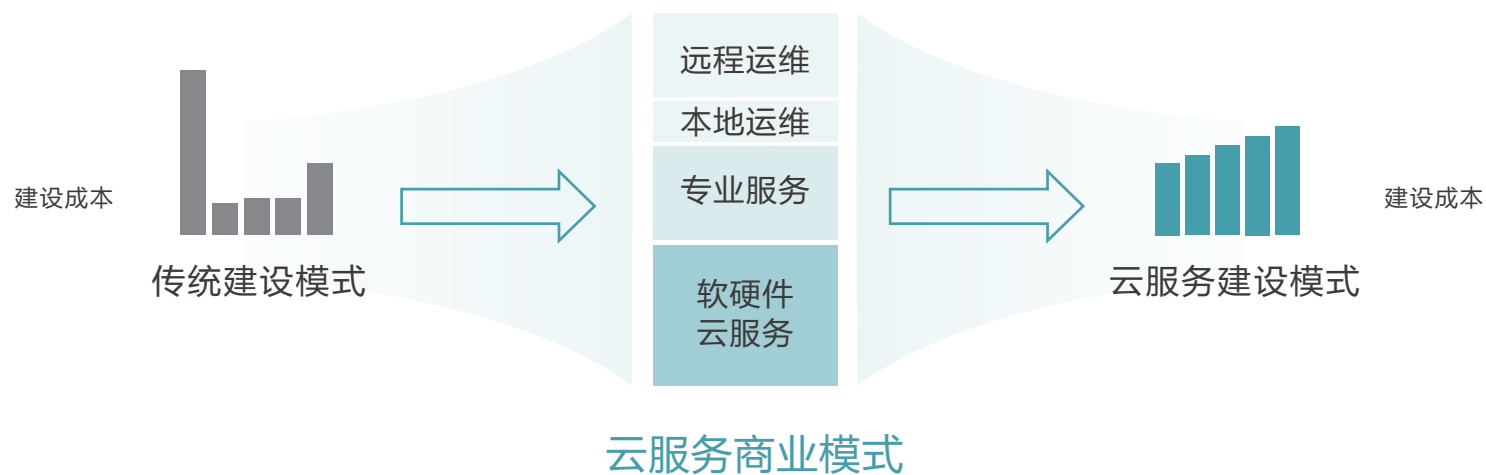 建设成本
传统建设模式
远程运维
本地运维
专业服务
软硬件
云服务
建设成本
云服务建设模式
云服务商业模式